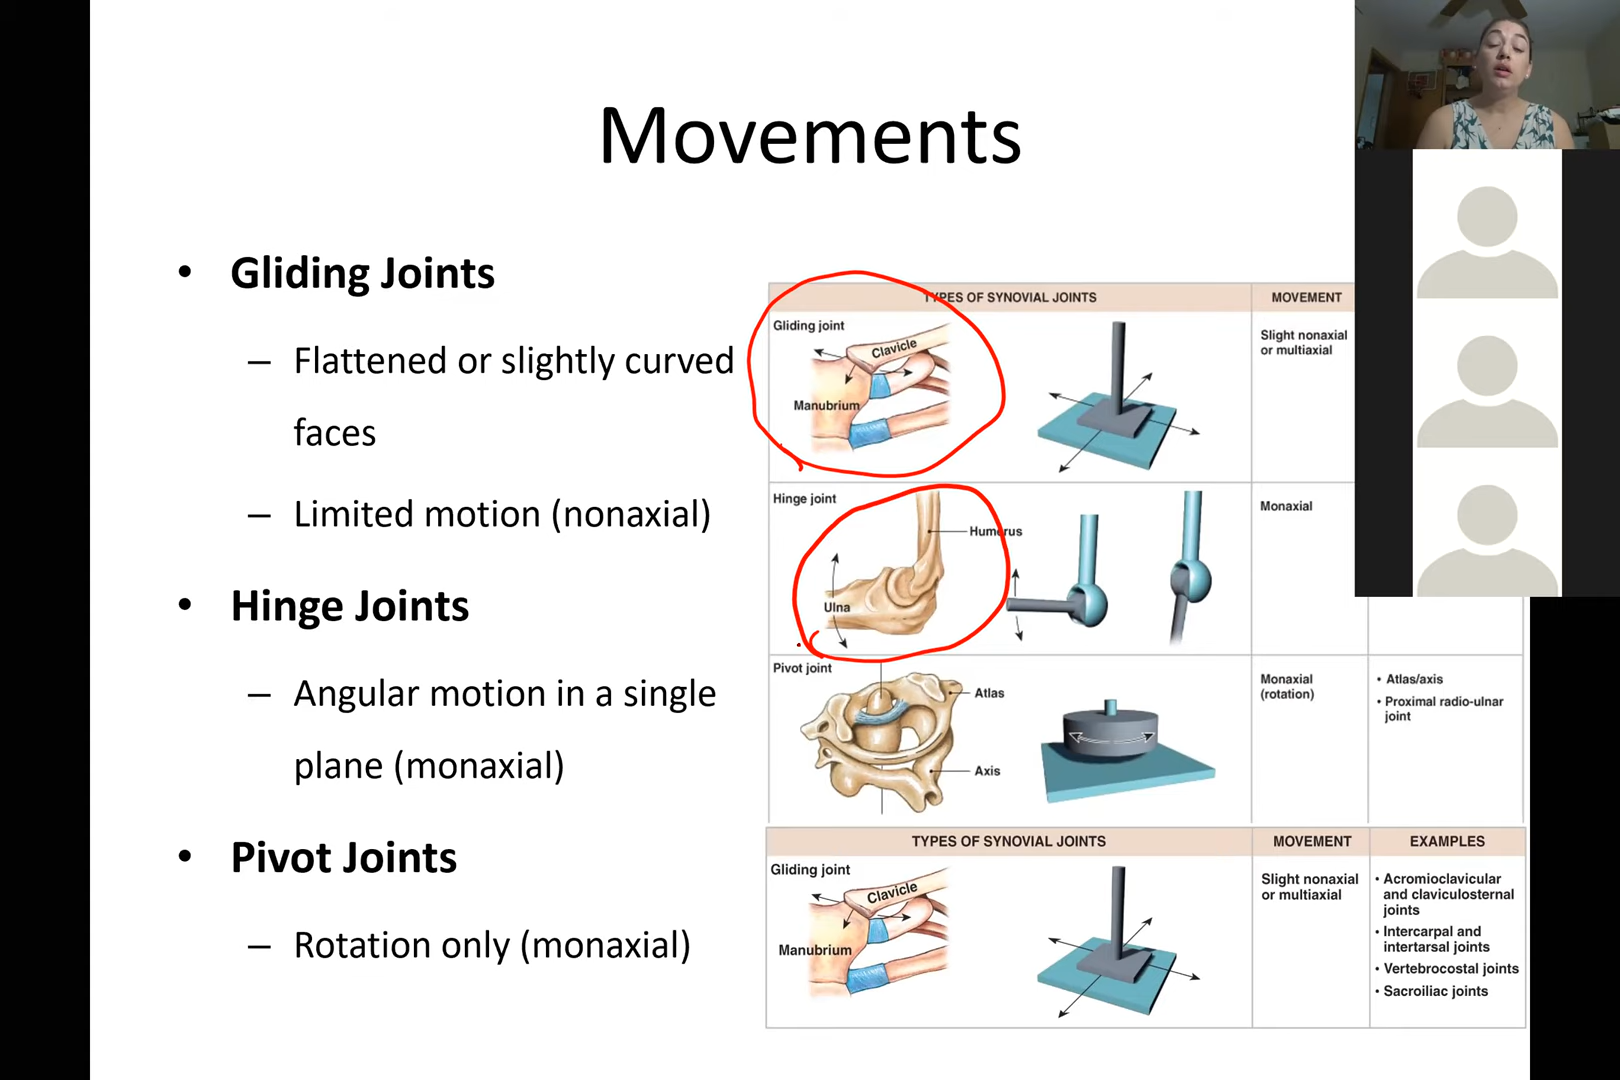 Movements
• Gliding Joints
– Flattened or slightly curved
faces
– Limited motion (nonaxial)
• Hinge Joints
– Angular motion in a single
plane (monaxial)
• Pivot Joints
– Rotation only (monaxial)
TYPES OF SYNOVIAL JOINTS
MOVEMENT
Gliding joint
Clavicle
Manubrium
Slight nonaxial
or multiaxial
Hinge joint
Humerus
Ulna
Monaxial
Pivot joint
Atlas
Axis
Monaxial
(rotation)
• Atlas/axis
• Proximal radio-ulnar
joint
TYPES OF SYNOVIAL JOINTS
MOVEMENT
EXAMPLES
Gliding joint
Clavicle
Manubrium
Slight nonaxial
or multiaxial
• Acromioclavicular
and claviculosternal
joints
• Intercarpal and
intertarsal joints
• Vertebrocostal joints
• Sacroiliac joints